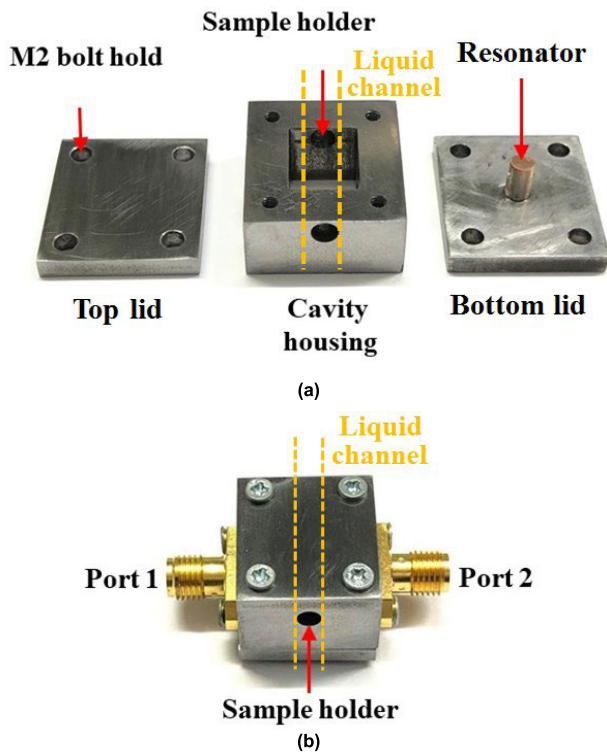 Sample holder
M2 bolt hold
Liquid
channel
Resonator
Top lid
Cavity
housing
Bottom lid
(a)
Liquid
channel
Port 1
Port 2
Sample holder
(b)